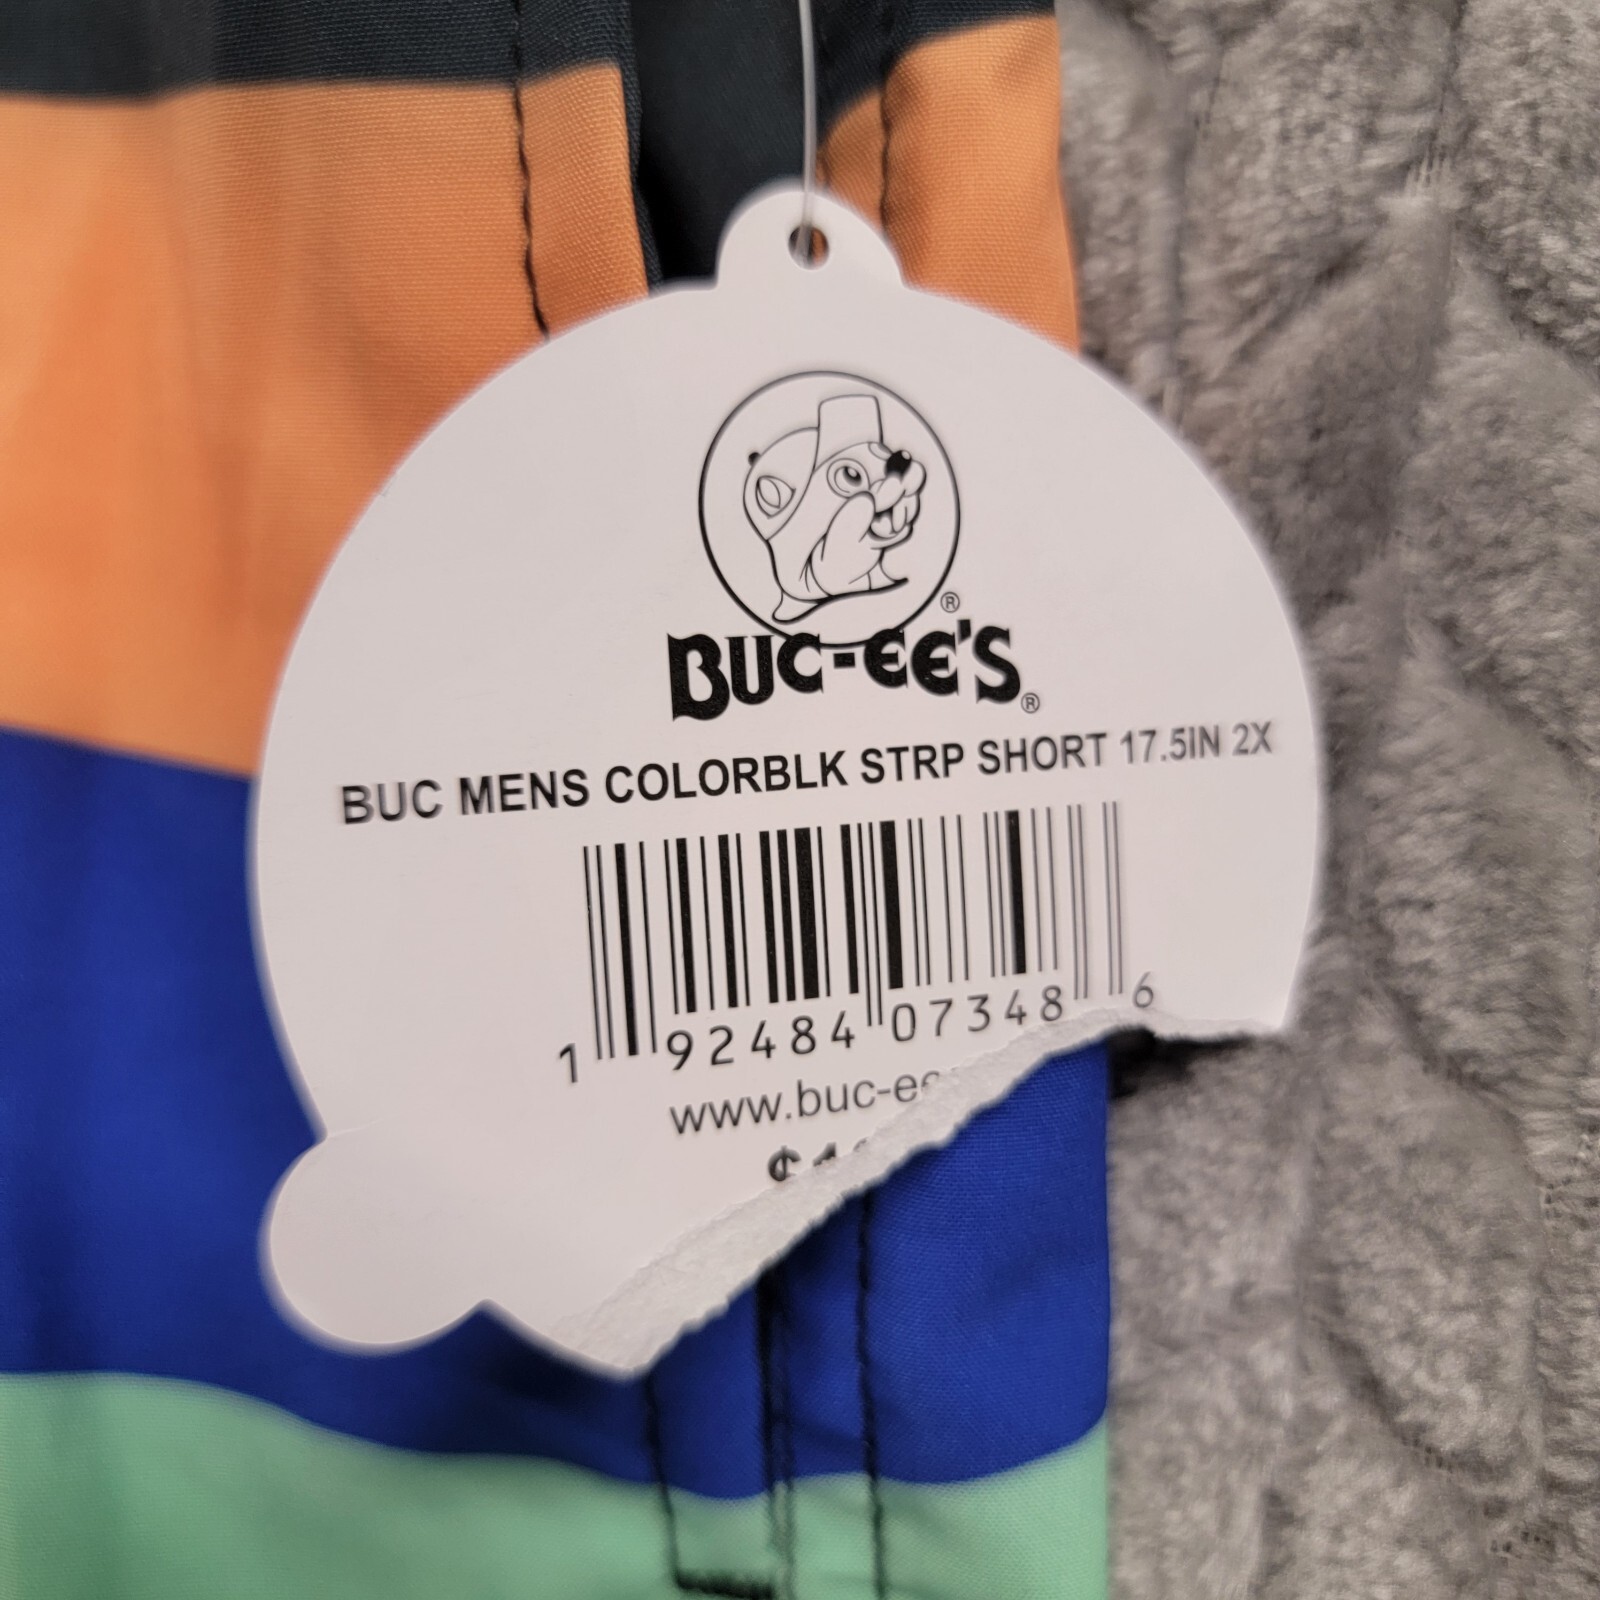 BUC-EE'S
BUC MENS COLORBLK STRP SHORT 17.5IN 2X
1 92484 07348 6